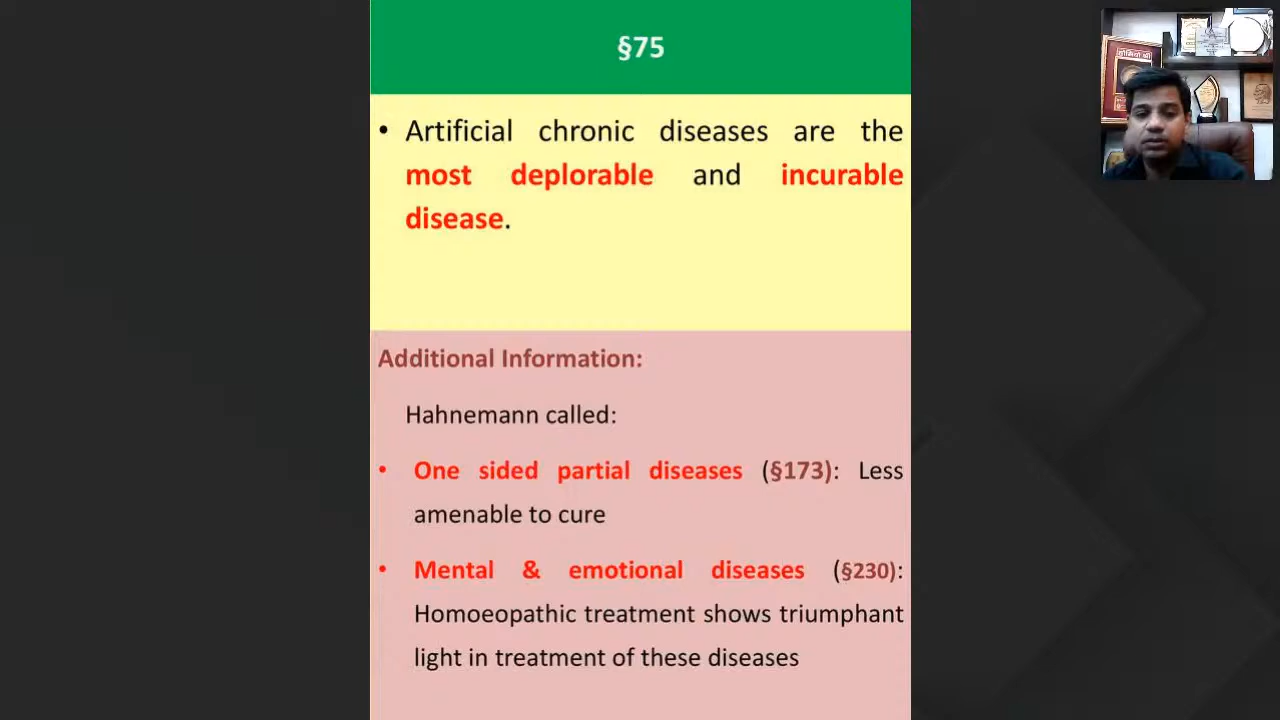 §75
• Artificial chronic diseases are the
most deplorable and incurable
disease.
Additional Information:
Hahnemann called:
• One sided partial diseases (§173): Less
amenable to cure
• Mental & emotional diseases (§230):
Homoeopathic treatment shows triumphant
light in treatment of these diseases